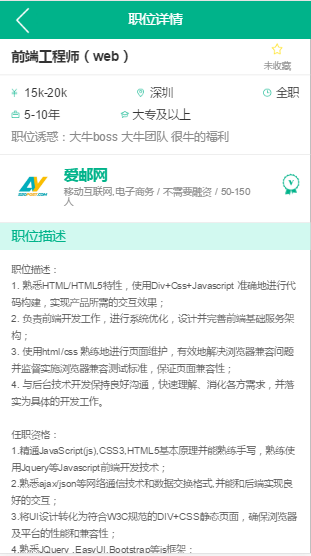 职位详情
前端工程师（web）
未收藏
15k-20k 深圳 全职
5-10年 大专及以上
职位诱惑：大牛boss 大牛团队 很牛的福利
爱邮网
移动互联网,电子商务 / 不需要融资 / 50-150
人
职位描述
职位描述：
1. 熟悉HTML/HTML5特性，使用Div+Css+Javascript 准确地进行代
码构建，实现产品所需的交互效果；
2. 负责前端开发工作，进行系统优化，设计并完善前端基础服务架
构；
3. 使用html/css 熟练地进行页面维护，有效地解决浏览器兼容问题
并监督实施浏览器兼容测试标准，保证页面兼容性；
4. 与后台技术开发保持良好沟通，快速理解、消化各方需求，并落
实为具体的开发工作。
任职资格：
1.精通JavaScript(js),CSS3,HTML5基本原理并能熟练手写，熟练使
用Jquery等Javascript前端开发技术；
2.熟悉ajax/json等网络通信技术和数据交换格式,并能和后端实现良
好的交互；
3.将UI设计转化为符合W3C规范的DIV+CSS静态页面，确保浏览器
及平台的性能和兼容性；
4.熟悉JQuery ,EasyUI,Bootstrap等js框架；